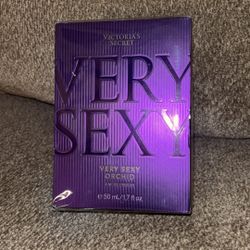 VICTORIA'S
SECRET
VERY
SEXY
VERY SEXY
ORCHID
50 mL/1.7 fl oz